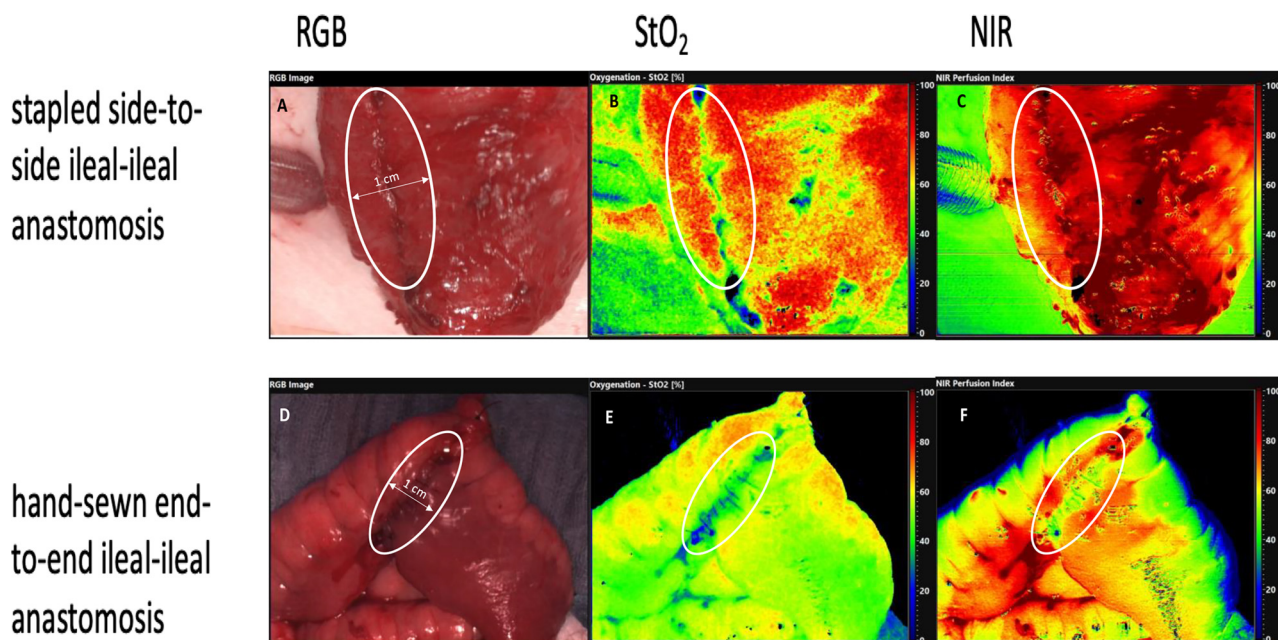 RGB
StO₂
NIR
stapled side-to-
side ileal-ileal
anastomosis
RGB Image
A
1 cm
Oxygenation - StO2 [%]
B
100
80
60
40
20
0
NIR Perfusion Index
C
100
80
60
40
20
0
hand-sewn end-
to-end ileal-ileal
anastomosis
RGB Image
D
1 cm
Oxygenation - StO2 [%]
E
100
80
60
40
20
0
NIR Perfusion Index
F
100
80
60
40
20
0